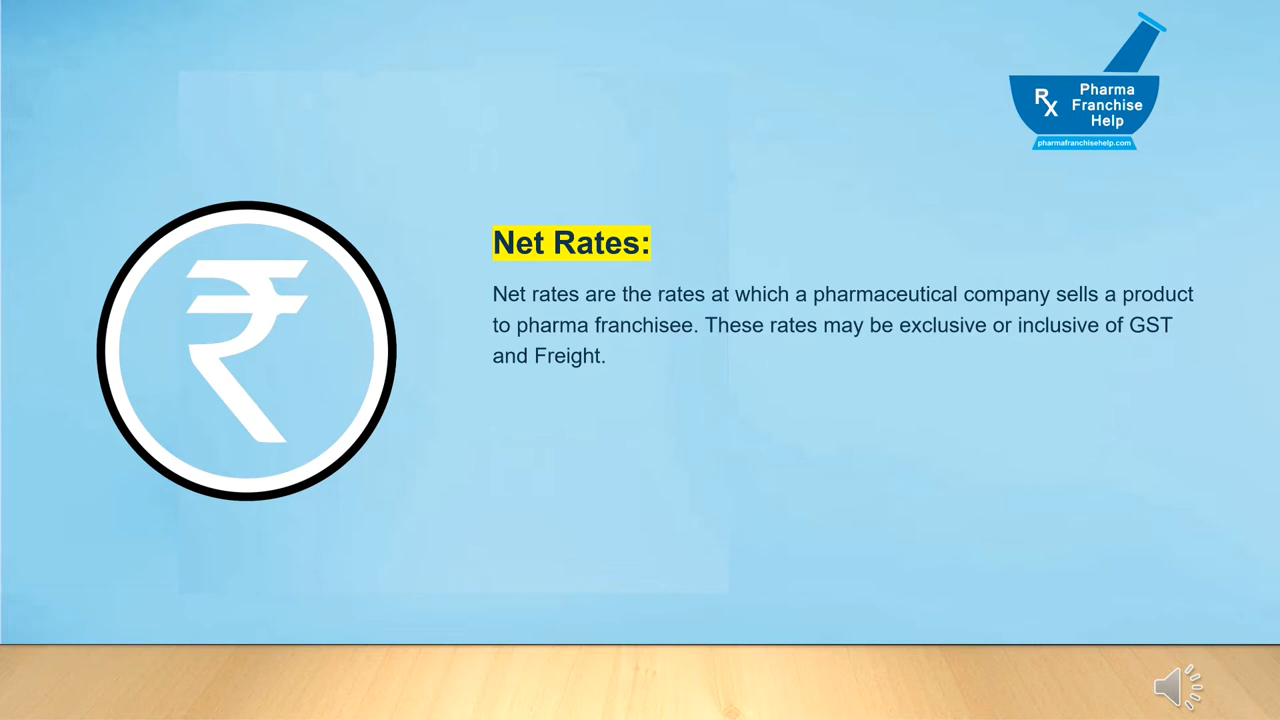 Rx
Pharma
Franchise
Help
pharmafranchisehelp.com
₹
Net Rates:
Net rates are the rates at which a pharmaceutical company sells a product
to pharma franchisee. These rates may be exclusive or inclusive of GST
and Freight.